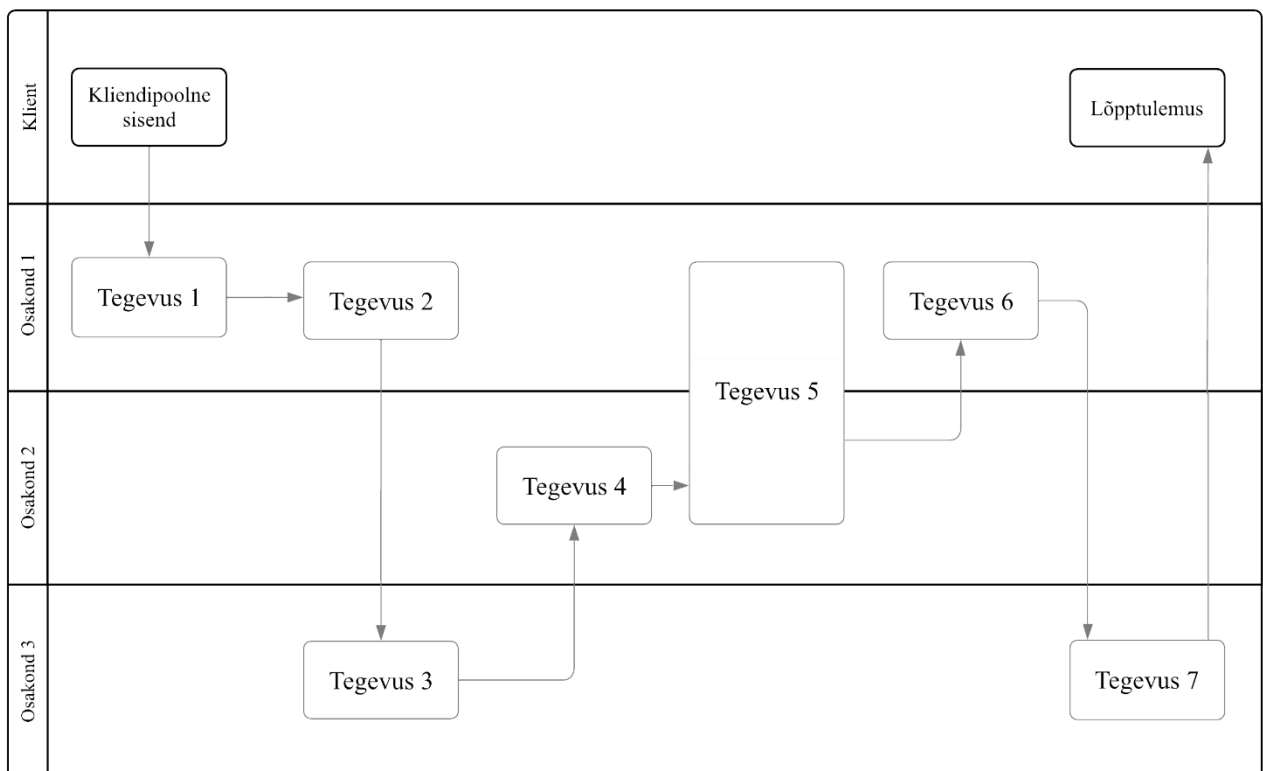 Klient
Kliendipoolne
sisend
Lõpptulemus
Osakond 1
Tegevus 1
Tegevus 2
Tegevus 5
Tegevus 6
Osakond 2
Tegevus 4
Osakond 3
Tegevus 3
Tegevus 7